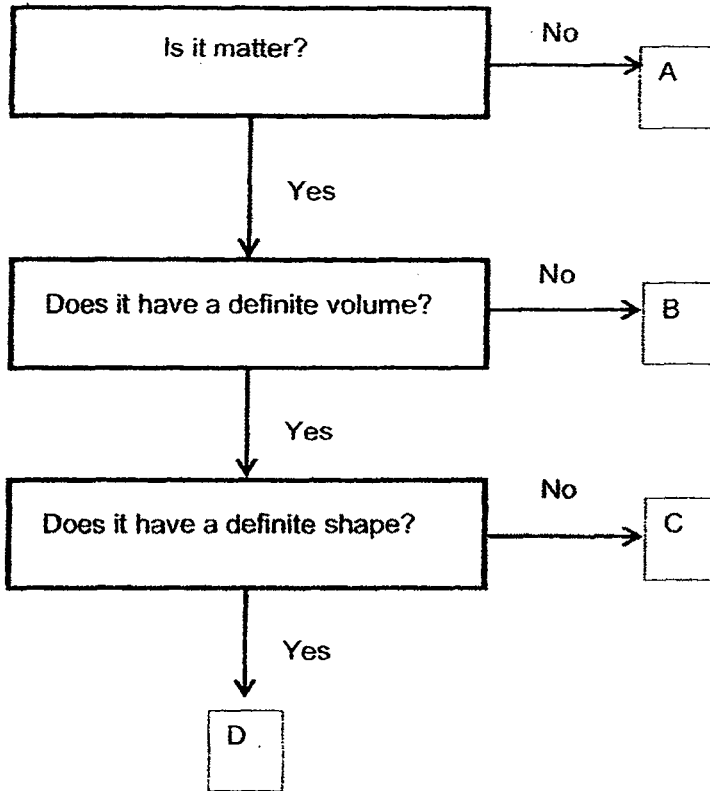 Is it matter?
No
A
Yes
Does it have a definite volume?
No
B
Yes
Does it have a definite shape?
No
C
Yes
D